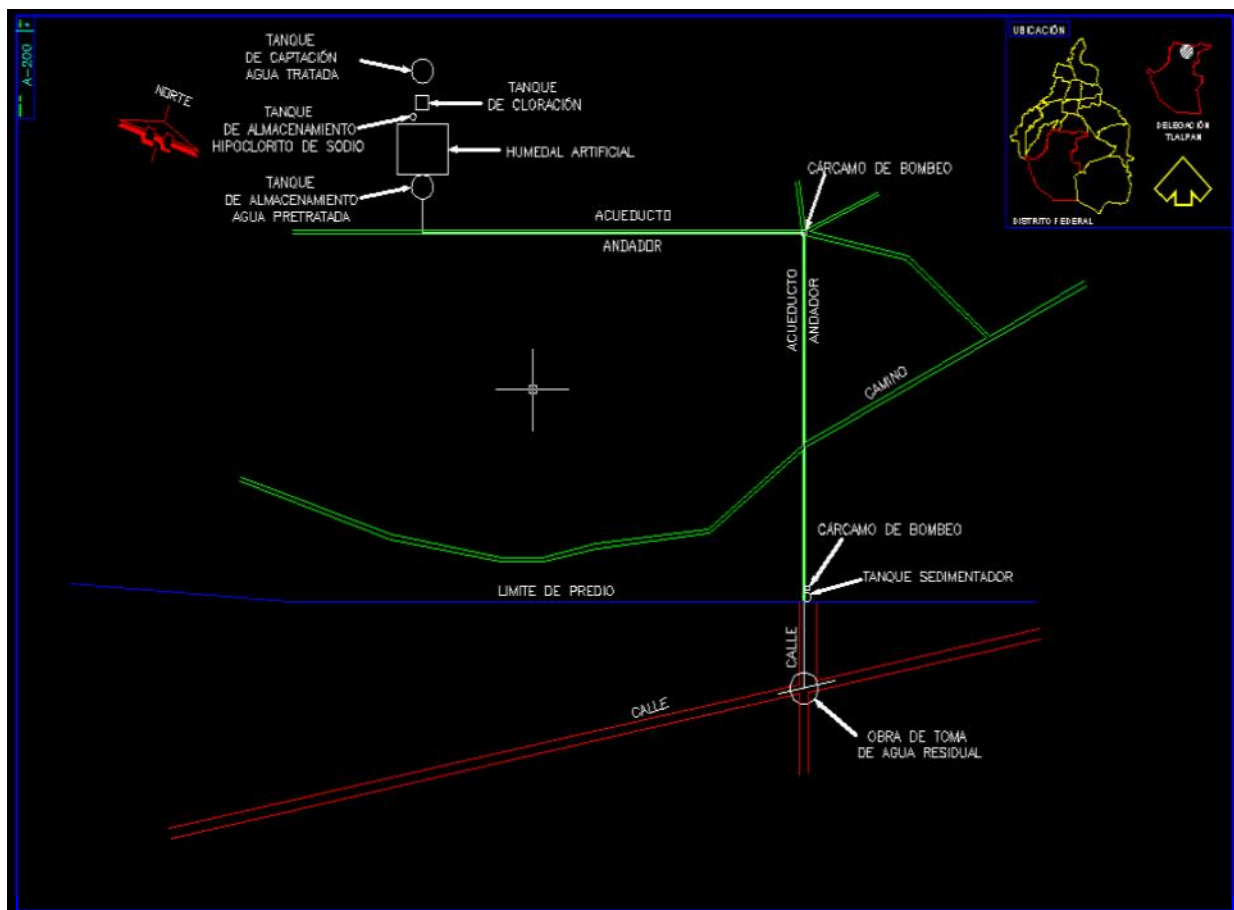 A-200
TANQUE
DE CAPTACIÓN
AGUA TRATADA
NORTE
TANQUE
DE CLORACIÓN
TANQUE
DE ALMACENAMIENTO
HIPOCLORITO DE SODIO
HUMEDAL ARTIFICIAL
TANQUE
DE ALMACENAMIENTO
AGUA PRETRATADA
ACUEDUCTO
ANDADOR
CÁRCAMO DE BOMBEO
UBICACIÓN
DELEGACIÓN
TLALPAN
DISTRITO FEDERAL
ACUEDUCTO
ANDADOR
CAMINO
CÁRCAMO DE BOMBEO
TANQUE SEDIMENTADOR
LIMITE DE PREDIO
CALLE
CALLE
OBRA DE TOMA
DE AGUA RESIDUAL